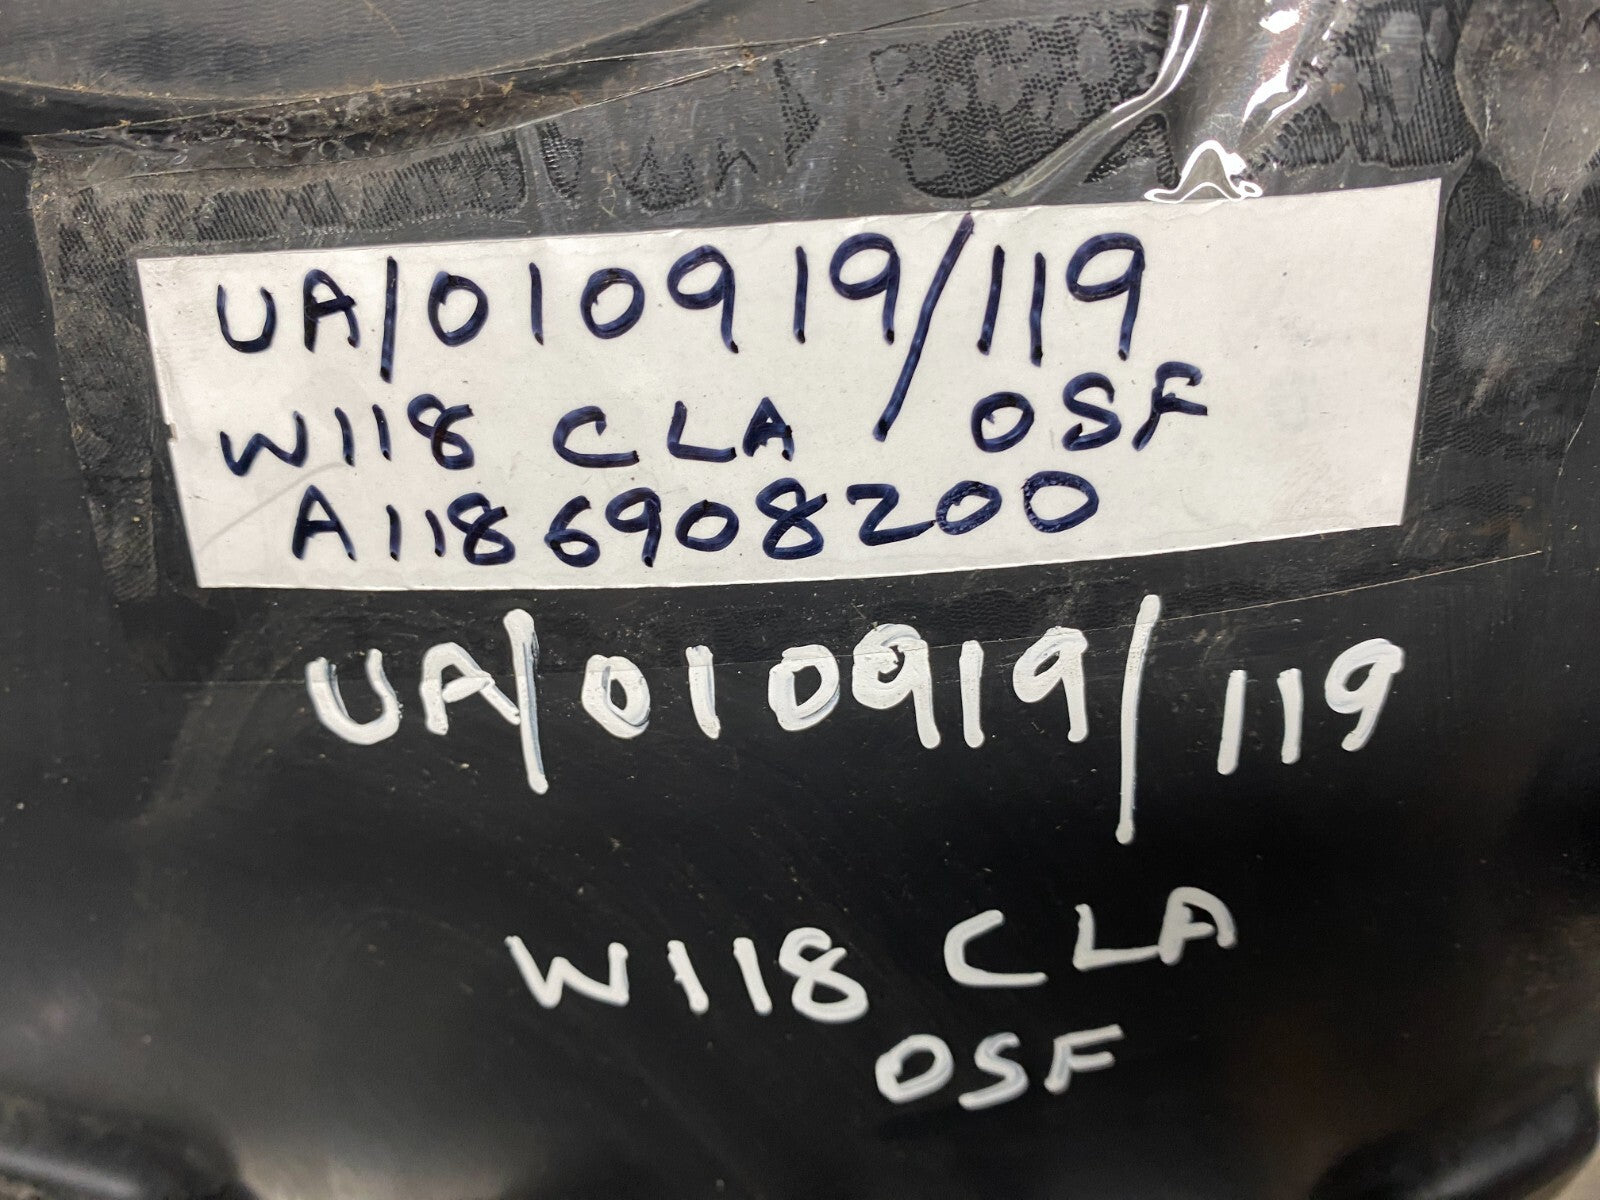 UA/010919/119
W118 CLA OSF
A1186908200
UA/010919/119
W118 CLA
OSF